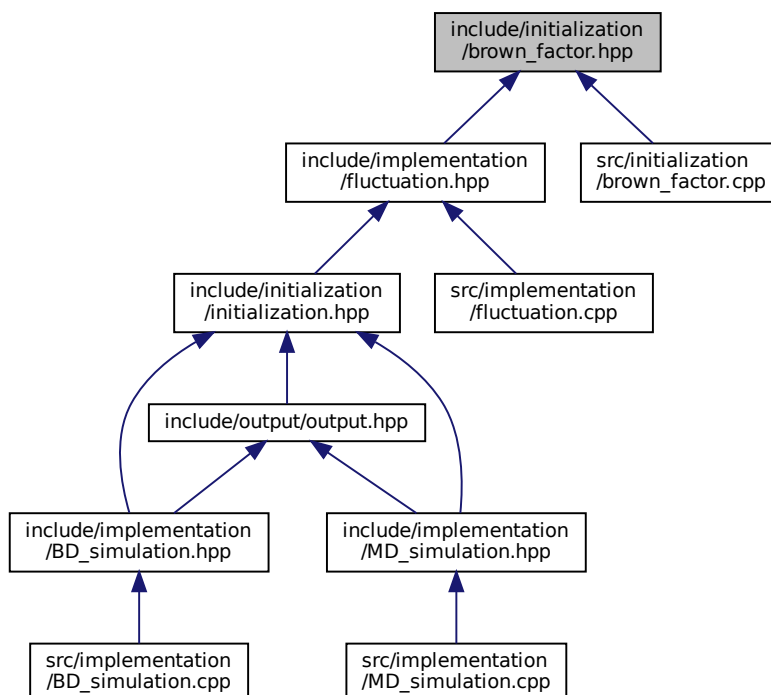 include/initialization
/brown_factor.hpp
include/implementation
/fluctuation.hpp
src/initialization
/brown_factor.cpp
include/initialization
/initialization.hpp
src/implementation
/fluctuation.cpp
include/output/output.hpp
include/implementation
/BD_simulation.hpp
include/implementation
/MD_simulation.hpp
src/implementation
/BD_simulation.cpp
src/implementation
/MD_simulation.cpp